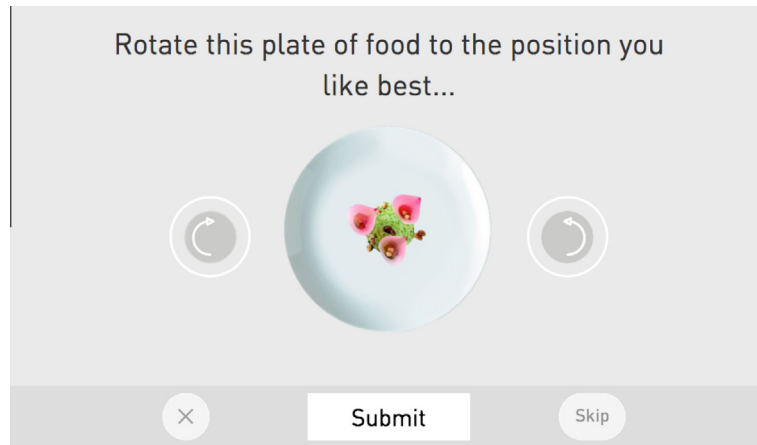 Rotate this plate of food to the position you
like best...
Submit
Skip